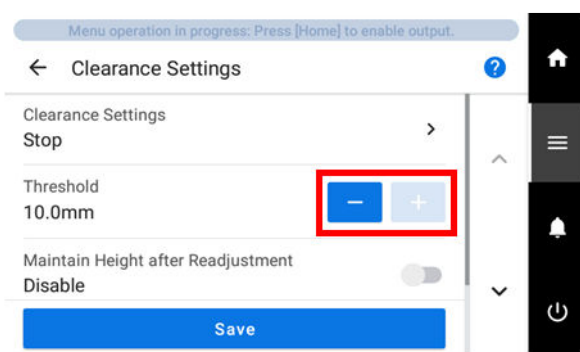 Menu operation in progress: Press [Home] to enable output.
← Clearance Settings ?
Clearance Settings
Stop
Threshold
10.0mm
− +
Maintain Height after Readjustment
Disable
Save